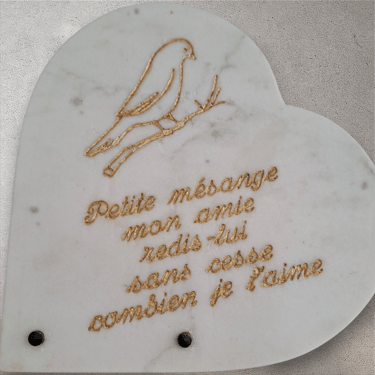 Petite mésange
mon amie
redis-lui
sans cesse
combien je t'aime